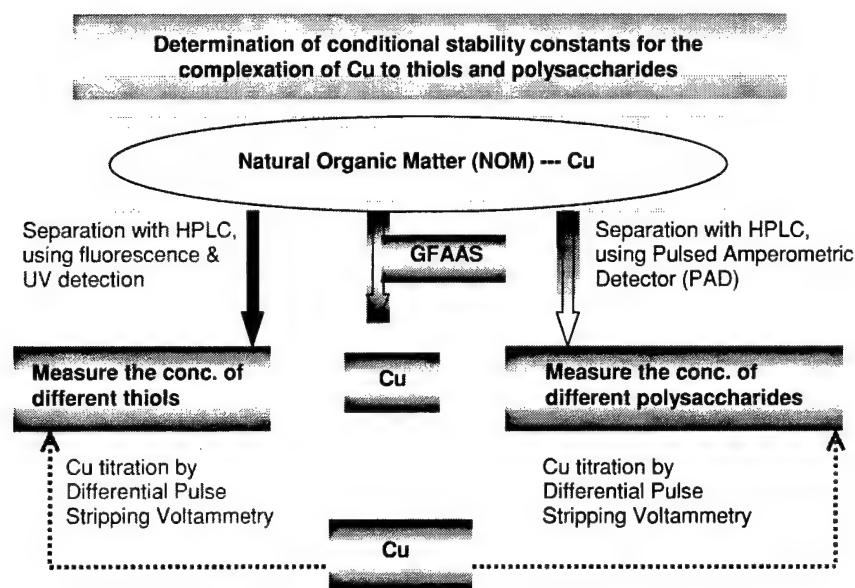 Determination of conditional stability constants for the
complexation of Cu to thiols and polysaccharides
Natural Organic Matter (NOM) --- Cu
Separation with HPLC,
using fluorescence &
UV detection
GFAAS
Separation with HPLC,
using Pulsed Amperometric
Detector (PAD)
Measure the conc. of
different thiols
Cu
Measure the conc. of
different polysaccharides
Cu titration by
Differential Pulse
Stripping Voltammetry
Cu titration by
Differential Pulse
Stripping Voltammetry
Cu